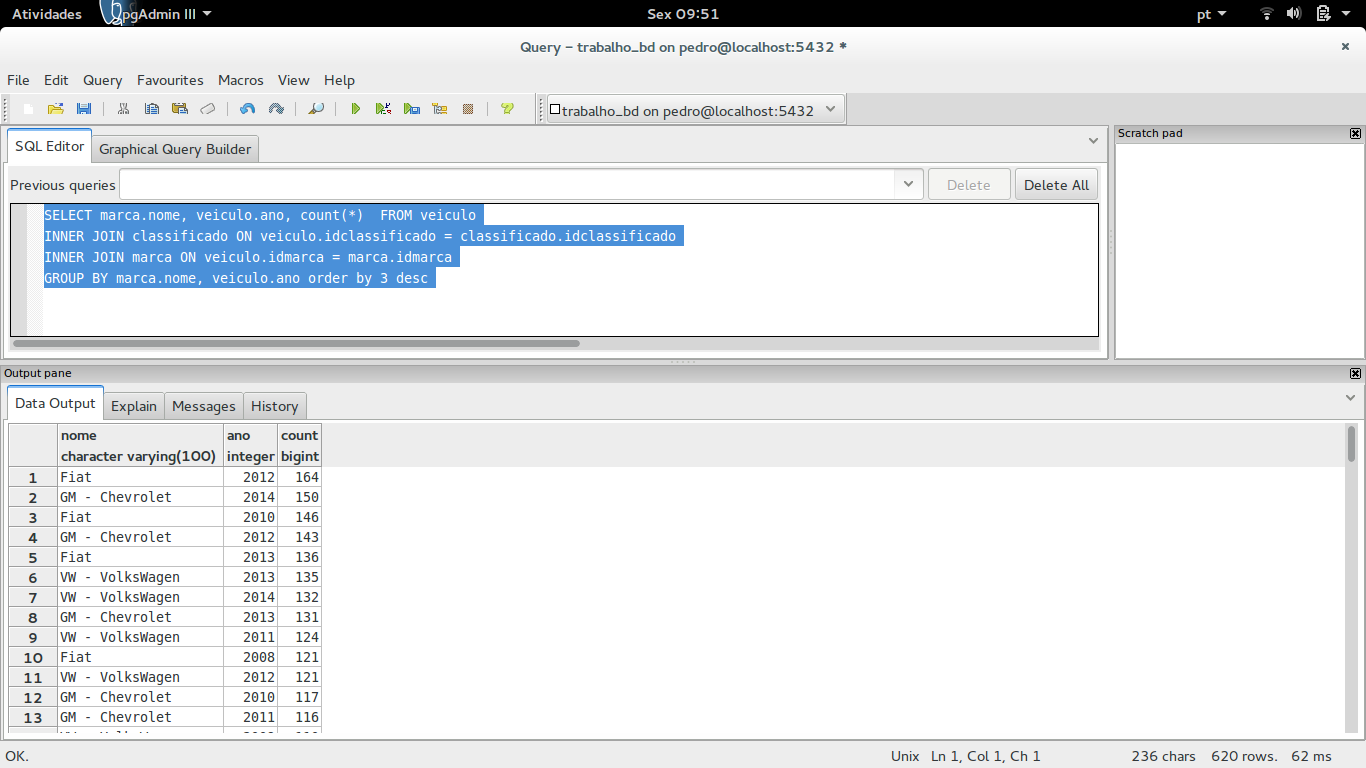 Atividades pgAdmin III Sex 09:51 pt
Query - trabalho_bd on pedro@localhost:5432 *
File Edit Query Favourites Macros View Help
trabalho_bd on pedro@localhost:5432
SQL Editor Graphical Query Builder
Scratch pad
Previous queries Delete Delete All
SELECT marca.nome, veiculo.ano, count(*)  FROM veiculo
INNER JOIN classificado ON veiculo.idclassificado = classificado.idclassificado
INNER JOIN marca ON veiculo.idmarca = marca.idmarca
GROUP BY marca.nome, veiculo.ano order by 3 desc
Output pane
Data Output Explain Messages History
nome ano count
character varying(100) integer bigint
1 Fiat 2012 164
2 GM - Chevrolet 2014 150
3 Fiat 2010 146
4 GM - Chevrolet 2012 143
5 Fiat 2013 136
6 VW - VolksWagen 2013 135
7 VW - VolksWagen 2014 132
8 GM - Chevrolet 2013 131
9 VW - VolksWagen 2011 124
10 Fiat 2008 121
11 VW - VolksWagen 2012 121
12 GM - Chevrolet 2010 117
13 GM - Chevrolet 2011 116
OK. Unix Ln 1, Col 1, Ch 1 236 chars 620 rows. 62 ms